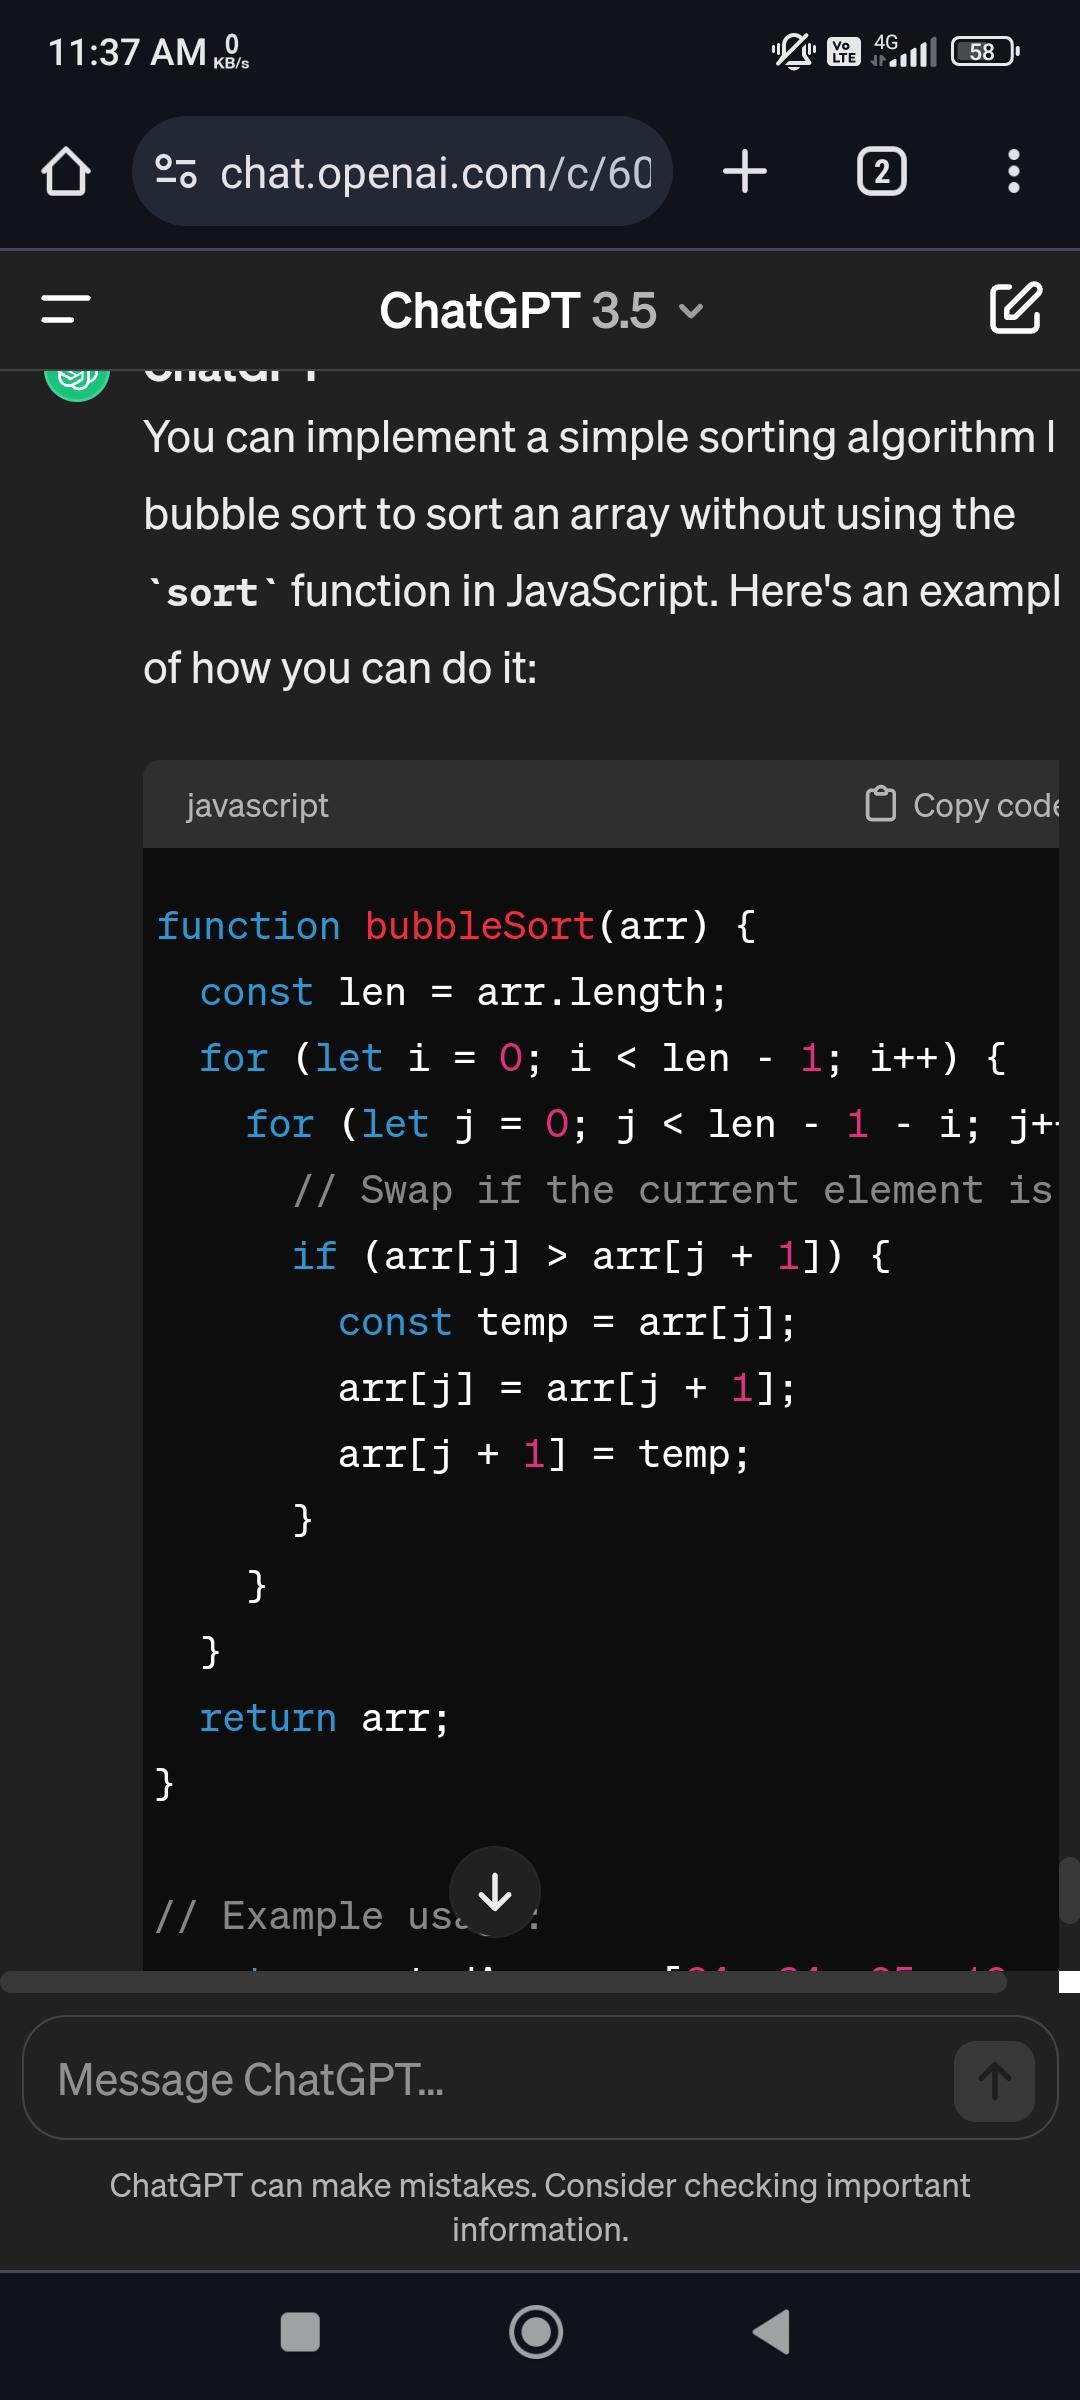 11:37 AM 0 KB/s Vo LTE 4G 58
chat.openai.com/c/60
2
ChatGPT 3.5
ChatGPT
You can implement a simple sorting algorithm l
bubble sort to sort an array without using the
`sort` function in JavaScript. Here's an exampl
of how you can do it:
javascript
Copy code
function bubbleSort(arr) {
  const len = arr.length;
  for (let i = 0; i < len - 1; i++) {
    for (let j = 0; j < len - 1 - i; j+
      // Swap if the current element is
      if (arr[j] > arr[j + 1]) {
        const temp = arr[j];
        arr[j] = arr[j + 1];
        arr[j + 1] = temp;
      }
    }
  }
  return arr;
}
// Example usage:
Message ChatGPT...
ChatGPT can make mistakes. Consider checking important
information.